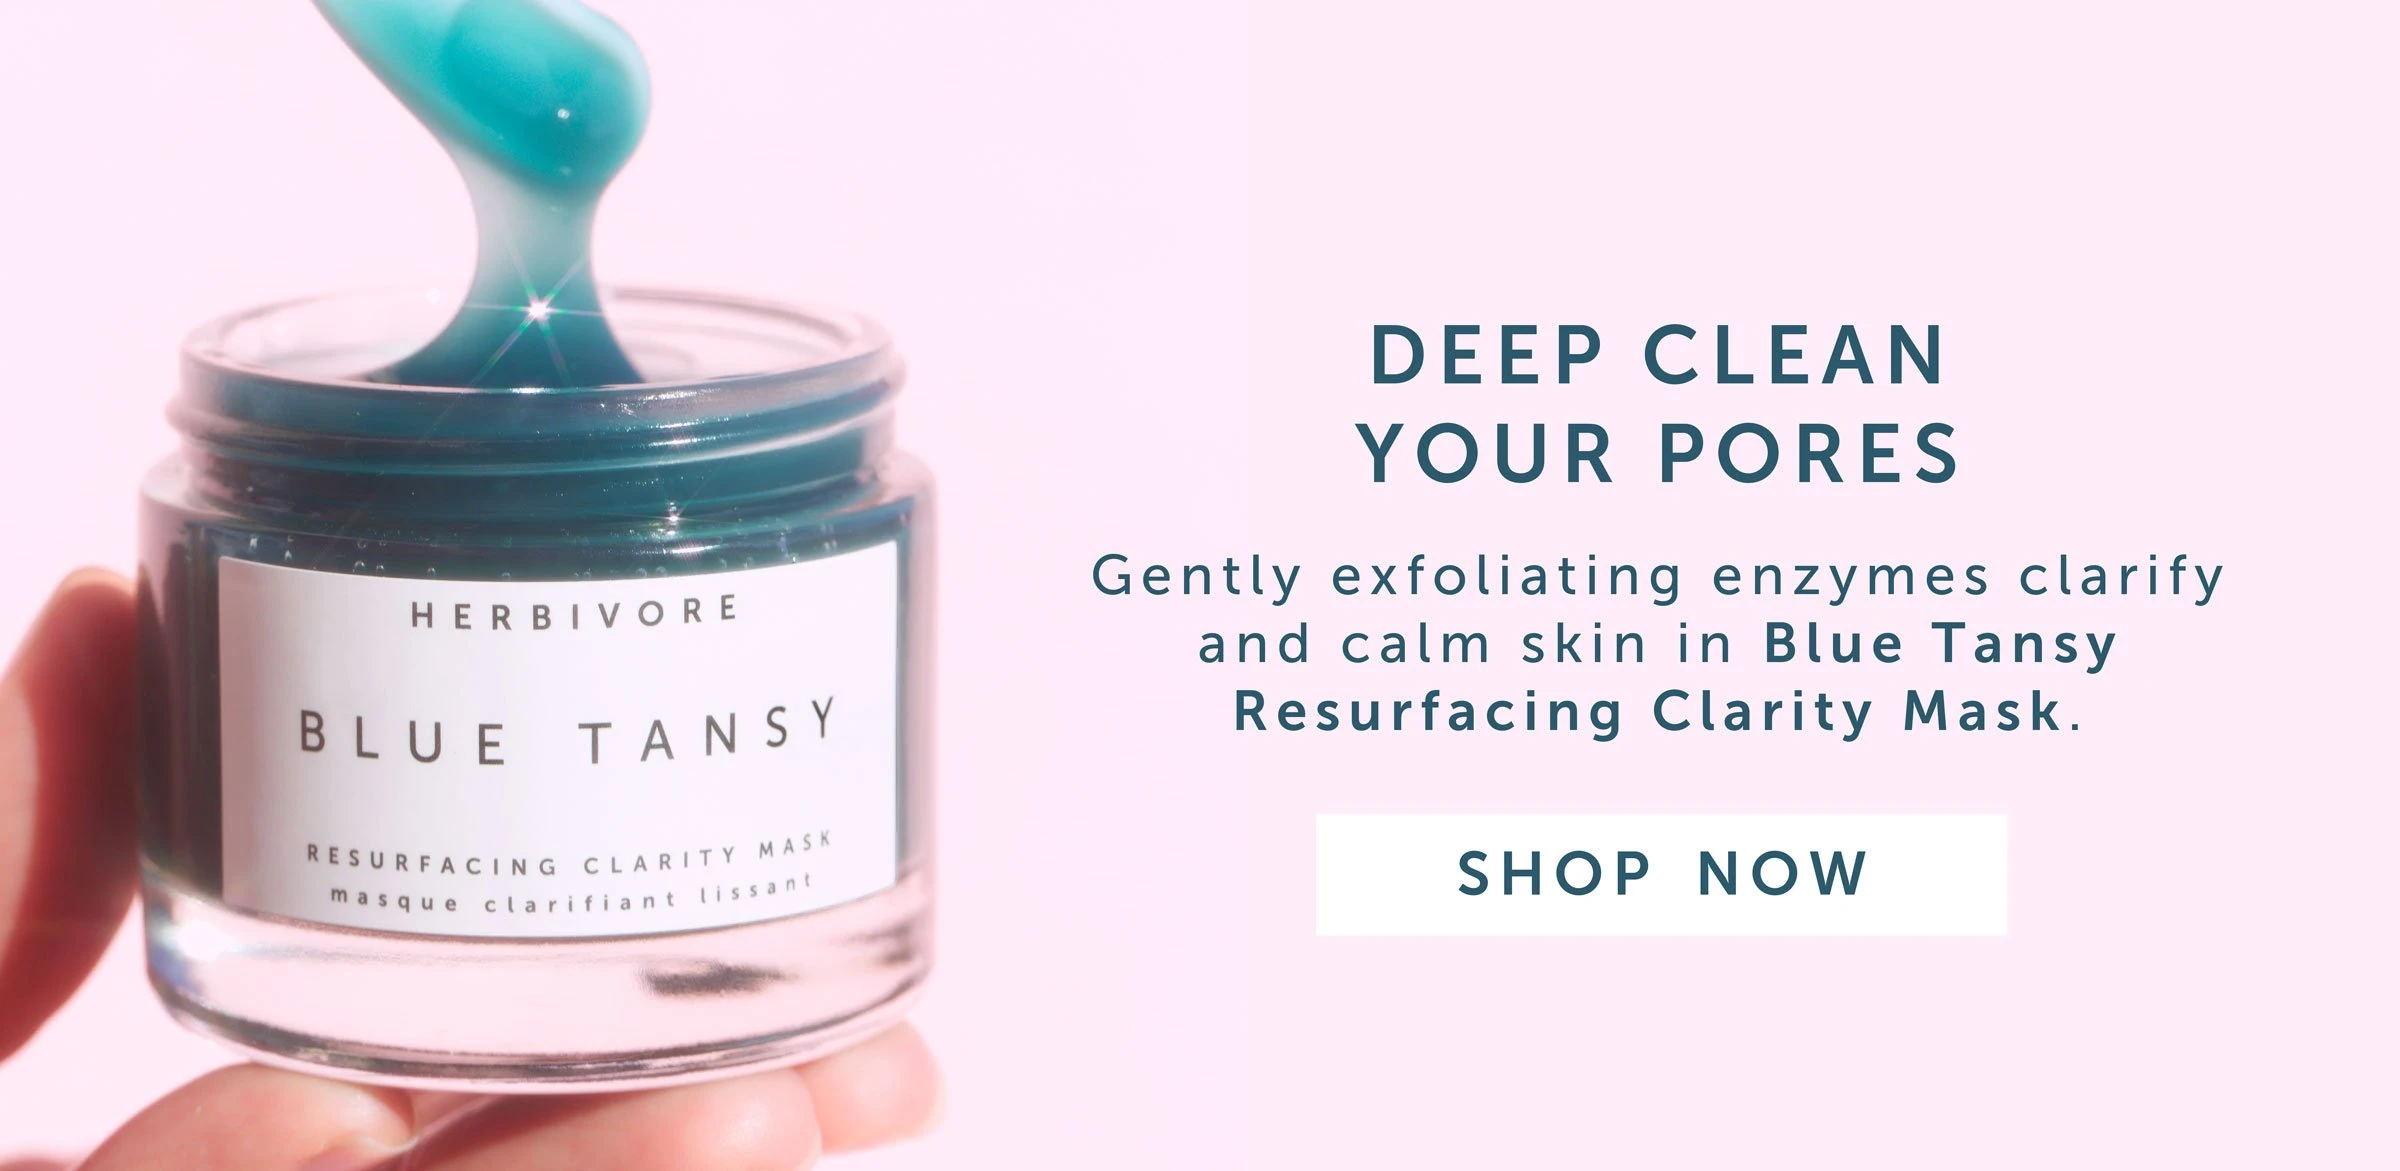 HERBIVORE
BLUE TANSY
RESURFACING CLARITY MASK
masque clarifiant lissant
DEEP CLEAN
YOUR PORES
Gently exfoliating enzymes clarify
and calm skin in Blue Tansy
Resurfacing Clarity Mask.
SHOP NOW